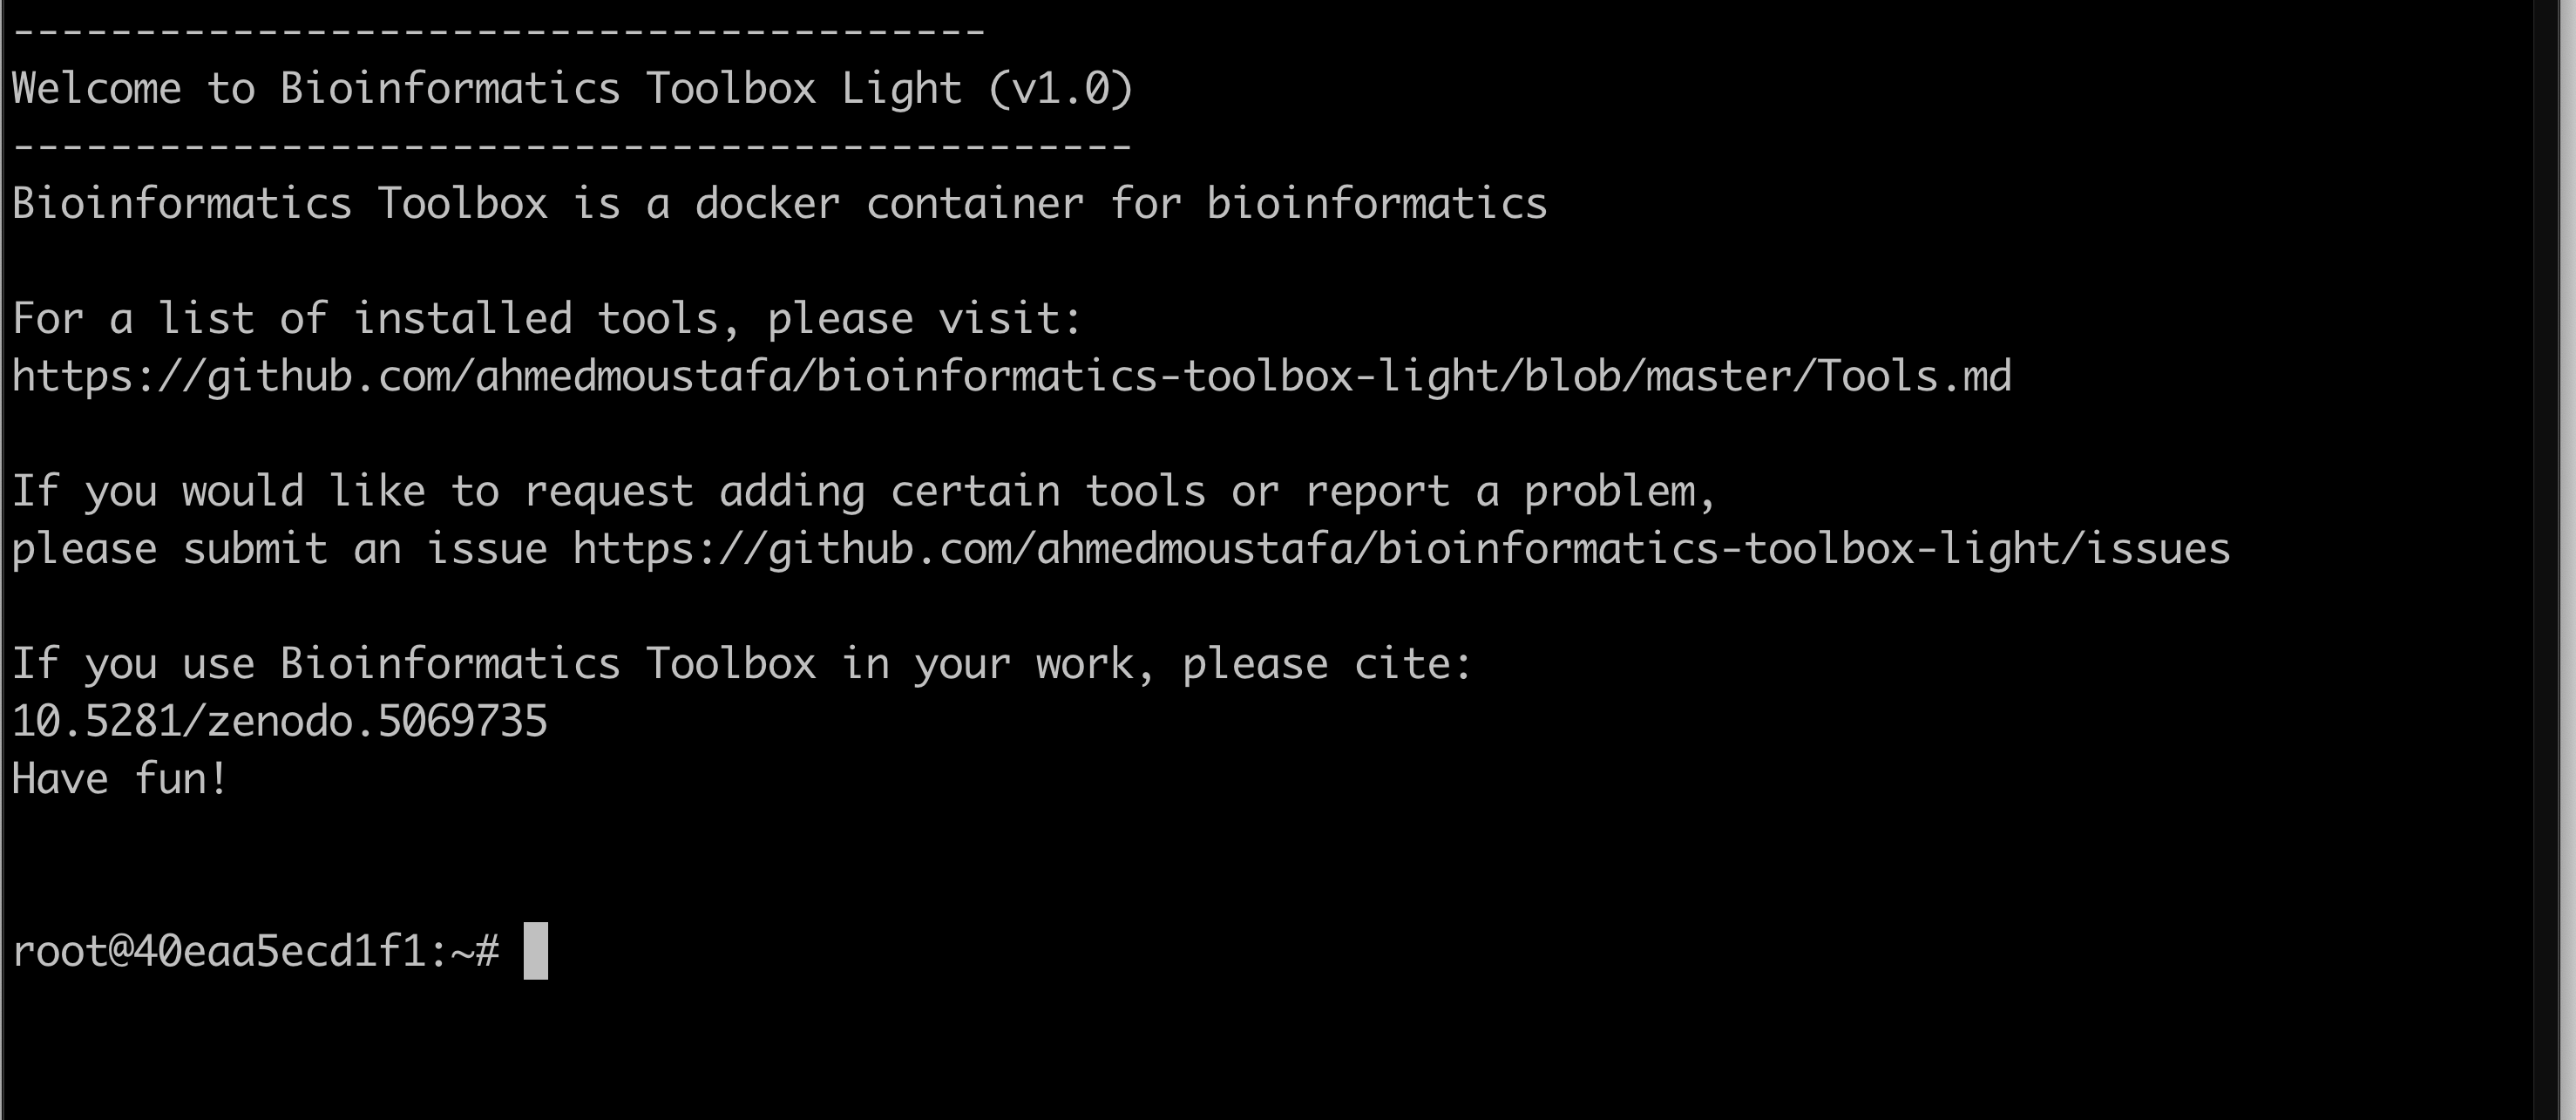 ----------------------------------------
Welcome to Bioinformatics Toolbox Light (v1.0)
----------------------------------------------
Bioinformatics Toolbox is a docker container for bioinformatics
For a list of installed tools, please visit:
https://github.com/ahmedmoustafa/bioinformatics-toolbox-light/blob/master/Tools.md
If you would like to request adding certain tools or report a problem,
please submit an issue https://github.com/ahmedmoustafa/bioinformatics-toolbox-light/issues
If you use Bioinformatics Toolbox in your work, please cite:
10.5281/zenodo.5069735
Have fun!
root@40eaa5ecd1f1:~#